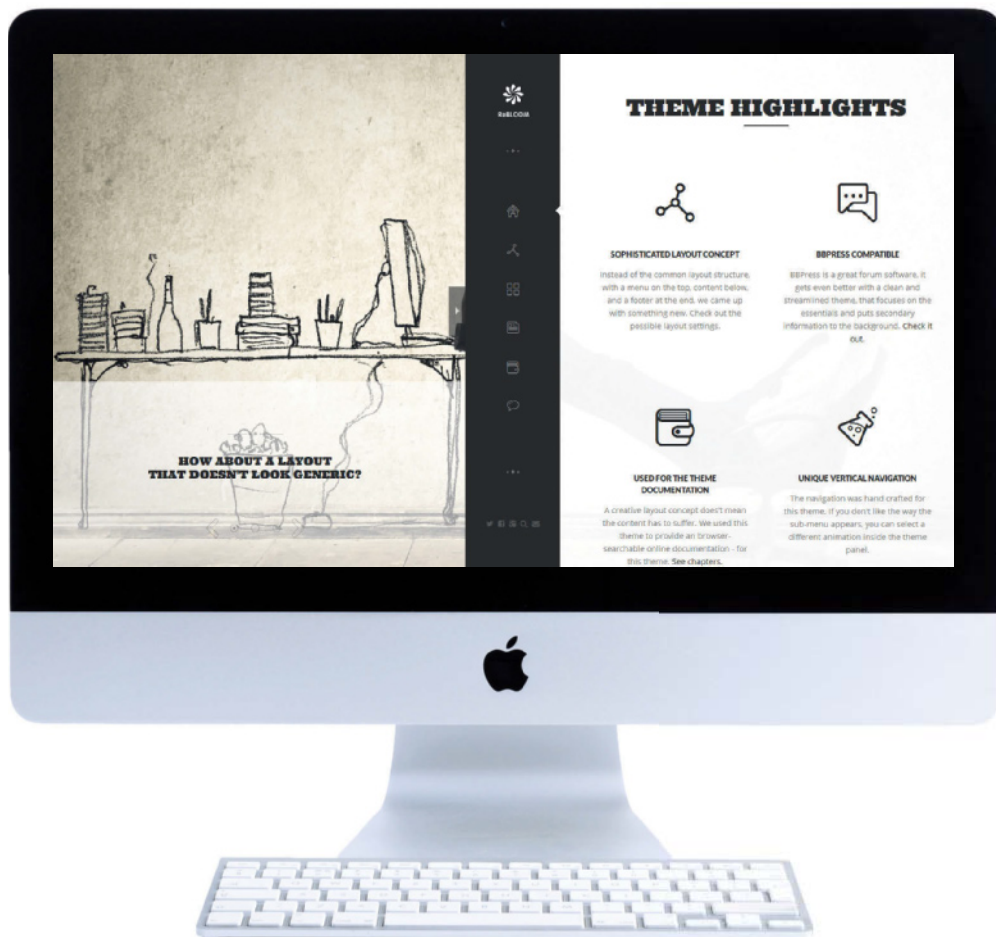 HOW ABOUT A LAYOUT
THAT DOESN'T LOOK GENERIC?
ReBLOOM
THEME HIGHLIGHTS
SOPHISTICATED LAYOUT CONCEPT
Instead of the common layout structure,
with a menu on the top, content below,
and a footer at the end, we came up
with something new. Check out the
possible layout settings.
BBPRESS COMPATIBLE
BBPress is a great forum software, it
gets even better with a clean and
streamlined theme, that focuses on the
essentials and puts secondary
information to the background. Check it
out.
USED FOR THE THEME
DOCUMENTATION
A creative layout concept does't mean
the content has to suffer. We used this
theme to provide an browser-
searchable online documentation - for
this theme. See chapters.
UNIQUE VERTICAL NAVIGATION
The navigation was hand crafted for
this theme. If you don't like the way the
sub-menu appears, you can select a
different animation inside the theme
panel.